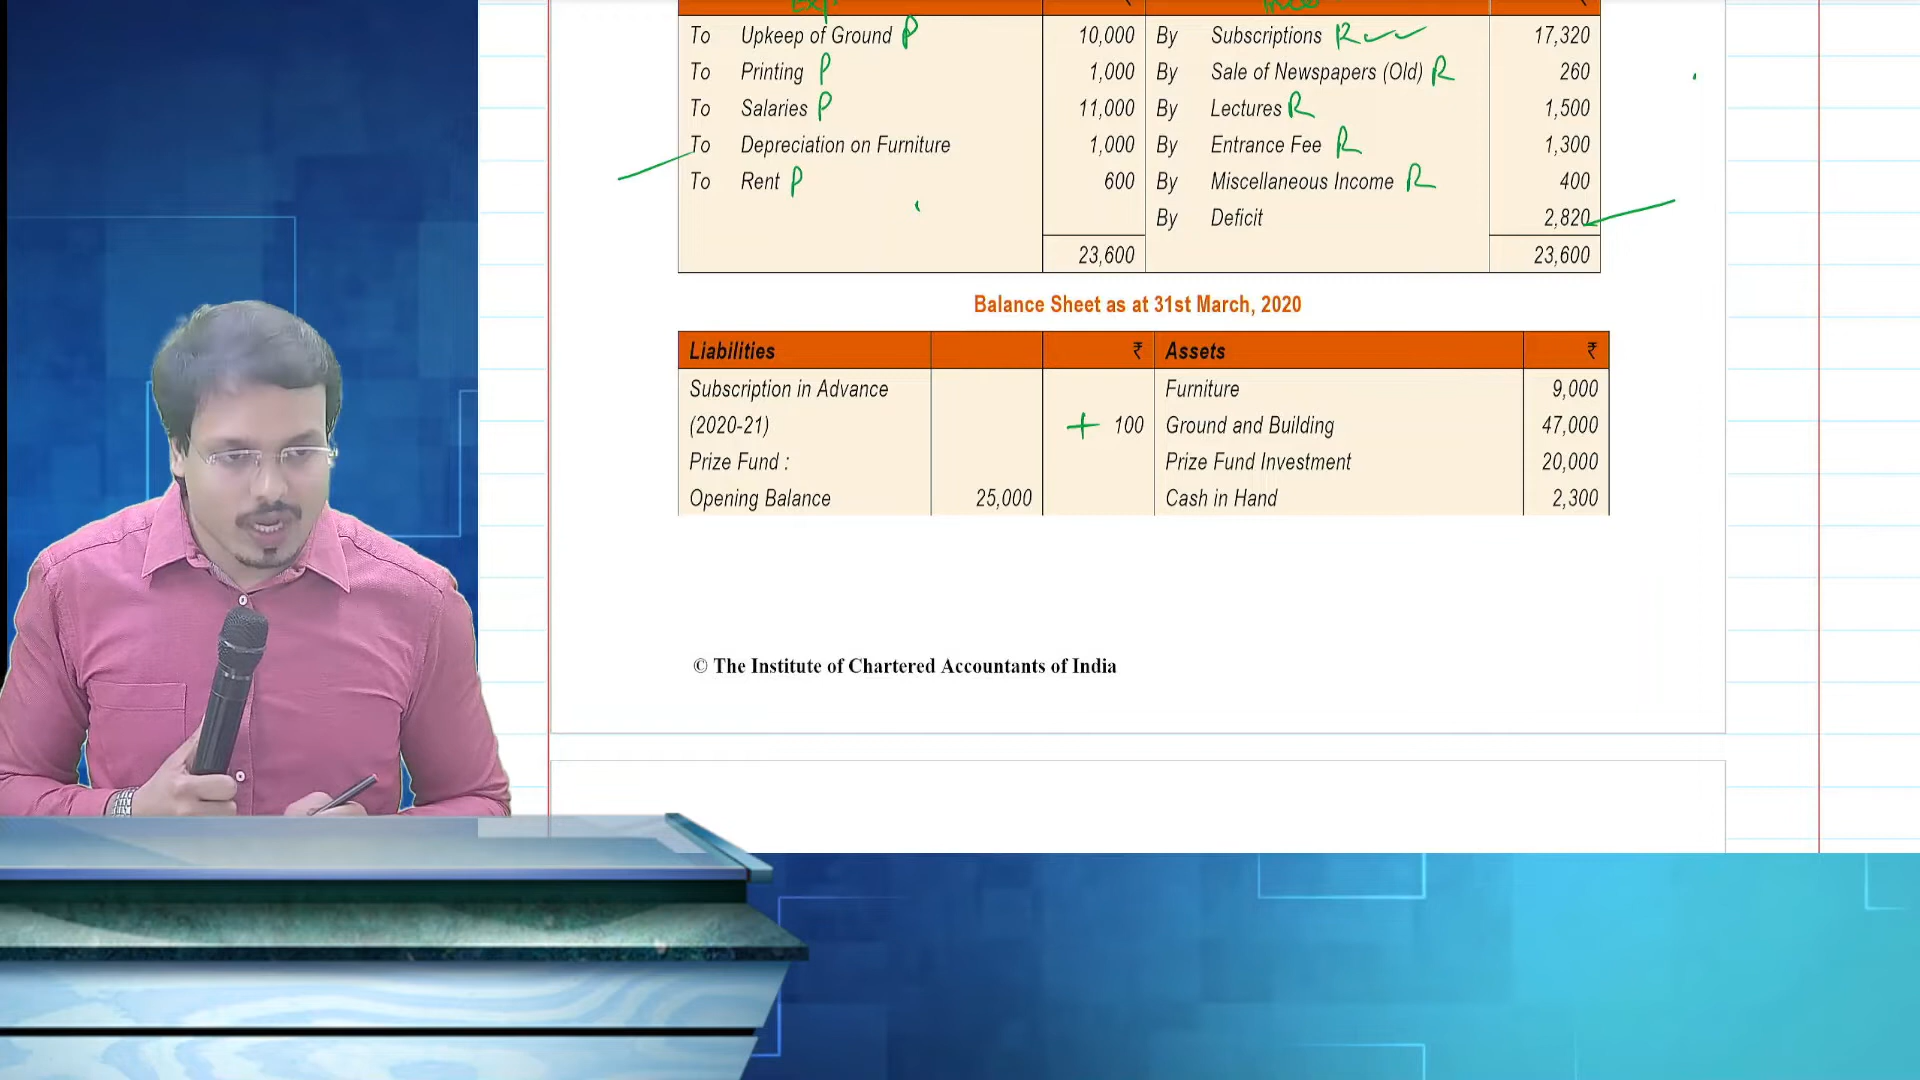 Exp Inco
₹ ₹
To Upkeep of Ground P 10,000 By Subscriptions R 17,320
To Printing P 1,000 By Sale of Newspapers (Old) R 260
To Salaries P 11,000 By Lectures R 1,500
To Depreciation on Furniture 1,000 By Entrance Fee R 1,300
To Rent P 600 By Miscellaneous Income R 400
By Deficit 2,820
23,600 23,600
Balance Sheet as at 31st March, 2020
Liabilities ₹ Assets ₹
Subscription in Advance Furniture 9,000
(2020-21) + 100 Ground and Building 47,000
Prize Fund : Prize Fund Investment 20,000
Opening Balance 25,000 Cash in Hand 2,300
© The Institute of Chartered Accountants of India